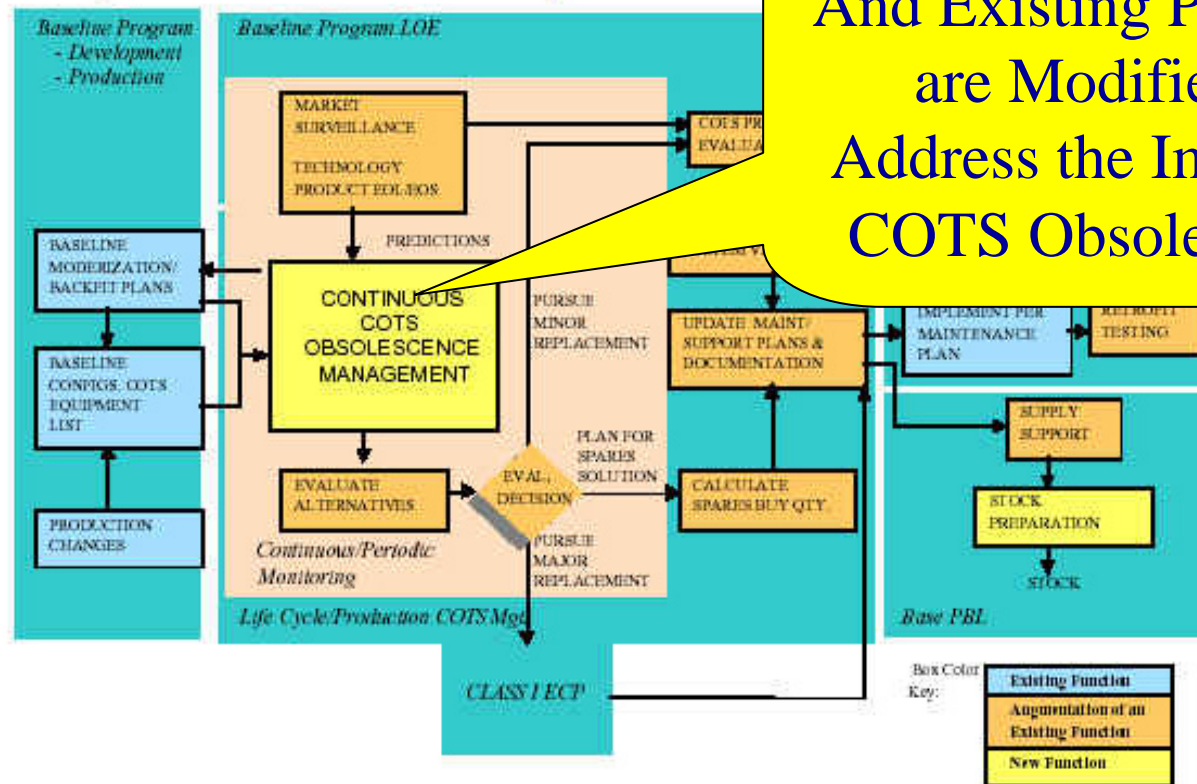 Baseline Program
- Development
- Production
Baseline Program LOE
And Existing P
are Modifie
Address the In
COTS Obsole
MARKET
SURVEILLANCE
TECHNOLOGY
PRODUCT EOL/EOS
COTS PR
EVALUA
PREDICTIONS
BASELINE
MODERIZATION/
BACKFIT PLANS
CONTINUOUS
COTS
OBSOLESCENCE
MANAGEMENT
PURSUE
MINOR
REPLACEMENT
UPDATE MAINT/
SUPPORT PLANS &
DOCUMENTATION
IMPLEMENT PER
MAINTENANCE
PLAN
RETROFIT
TESTING
BASELINE
CONFIGS. COTS
EQUIPMENT
LIST
SUPPLY
SUPPORT
PLAN FOR
SPARES
SOLUTION
EVALUATE
ALTERNATIVES
EVAL,
DECISION
CALCULATE
SPARES BUY QTY.
STOCK
PREPARATION
PRODUCTION
CHANGES
Continuous/Periodic
Monitoring
PURSUE
MAJOR
REPLACEMENT
STOCK
Life Cycle/Production COTS Mgt
Base PBL
CLASS I ECP
Box Color
Key:
Existing Function
Augmentation of an
Existing Function
New Function